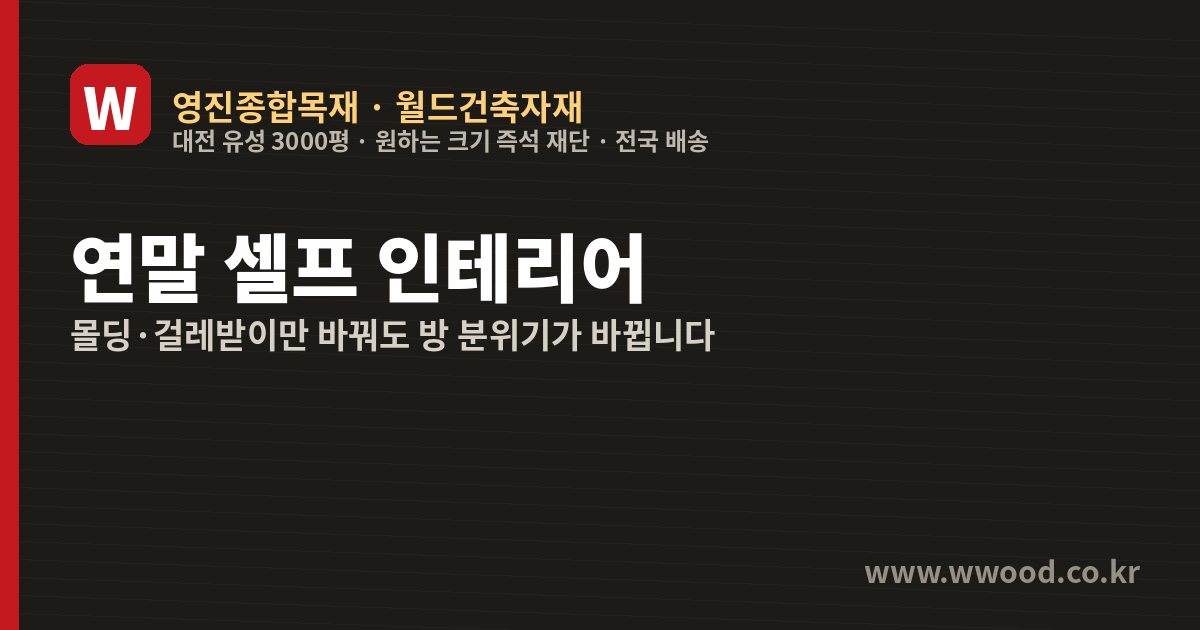 W
영진종합목재 · 월드건축자재
대전 유성 3000평 · 원하는 크기 즉석 재단 · 전국 배송
연말 셀프 인테리어
몰딩·걸레받이만 바꿔도 방 분위기가 바뀝니다
www.wwood.co.kr